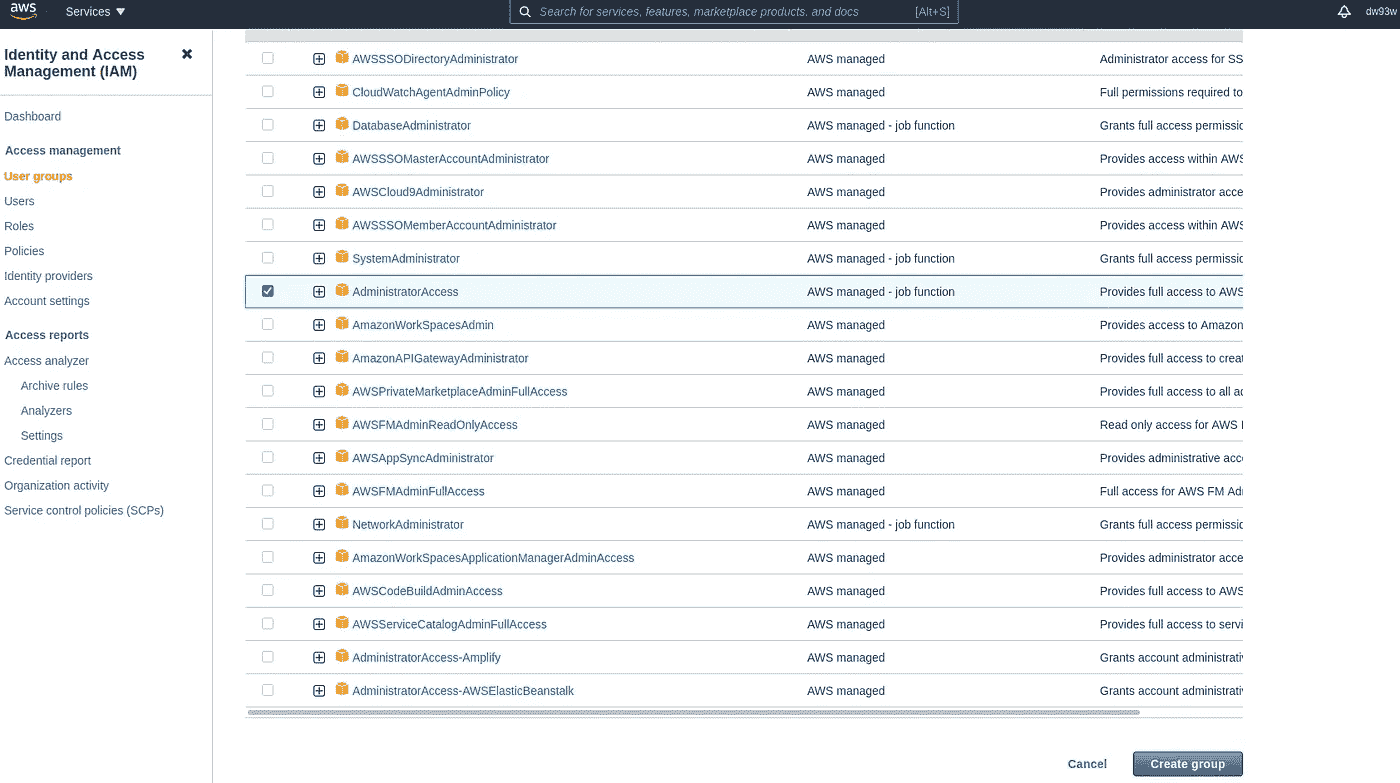 aws
Services
Search for services, features, marketplace products, and docs [Alt+S]
dw93w
Identity and Access
Management (IAM)
Dashboard
Access management
User groups
Users
Roles
Policies
Identity providers
Account settings
Access reports
Access analyzer
Archive rules
Analyzers
Settings
Credential report
Organization activity
Service control policies (SCPs)
AWSSSODirectoryAdministrator AWS managed Administrator access for SS
CloudWatchAgentAdminPolicy AWS managed Full permissions required to
DatabaseAdministrator AWS managed - job function Grants full access permissic
AWSSSOMasterAccountAdministrator AWS managed Provides access within AWS
AWSCloud9Administrator AWS managed Provides administrator acce
AWSSSOMemberAccountAdministrator AWS managed Provides access within AWS
SystemAdministrator AWS managed - job function Grants full access permissic
AdministratorAccess AWS managed - job function Provides full access to AWS
AmazonWorkSpacesAdmin AWS managed Provides access to Amazon
AmazonAPIGatewayAdministrator AWS managed Provides full access to creat
AWSPrivateMarketplaceAdminFullAccess AWS managed Provides full access to all ad
AWSFMAdminReadOnlyAccess AWS managed Read only access for AWS
AWSAppSyncAdministrator AWS managed Provides administrative acc
AWSFMAdminFullAccess AWS managed Full access for AWS FM Ad
NetworkAdministrator AWS managed - job function Grants full access permissic
AmazonWorkSpacesApplicationManagerAdminAccess AWS managed Provides administrator acce
AWSCodeBuildAdminAccess AWS managed Provides full access to AWS
AWSServiceCatalogAdminFullAccess AWS managed Provides full access to servi
AdministratorAccess-Amplify AWS managed Grants account administrativ
AdministratorAccess-AWSElasticBeanstalk AWS managed Grants account administrativ
Cancel Create group